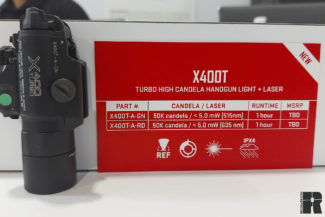 X400T
TURBO HIGH CANDELA HANDGUN LIGHT + LASER
NEW
PART # CANDELA / LASER RUNTIME MSRP
X400T-A-GN 50K candela / < 5.0 mW [515nm] 1 hour TBD
X400T-A-RD 50K candela / < 5.0 mW [635 nm] 1 hour TBD
REF
IPX4
X400
R